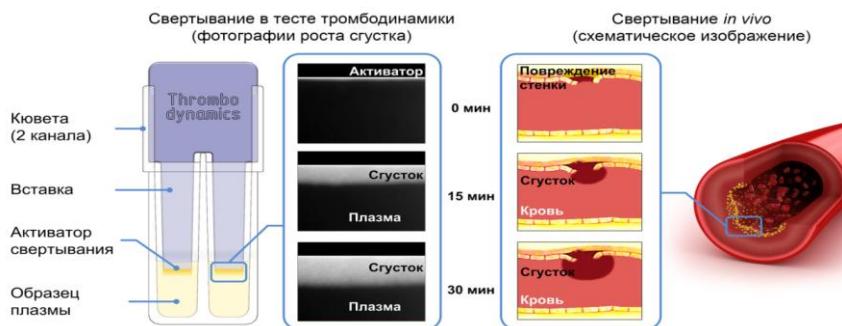 Свертывание в тесте тромбодинамики
(фотографии роста сгустка)
Свертывание in vivo
(схематическое изображение)
Thrombo
dynamics
Кювета
(2 канала)
Вставка
Активатор
свертывания
Образец
плазмы
Активатор
Сгусток
Плазма
Сгусток
Плазма
0 мин
15 мин
30 мин
Повреждение
стенки
Сгусток
Кровь
Сгусток
Кровь